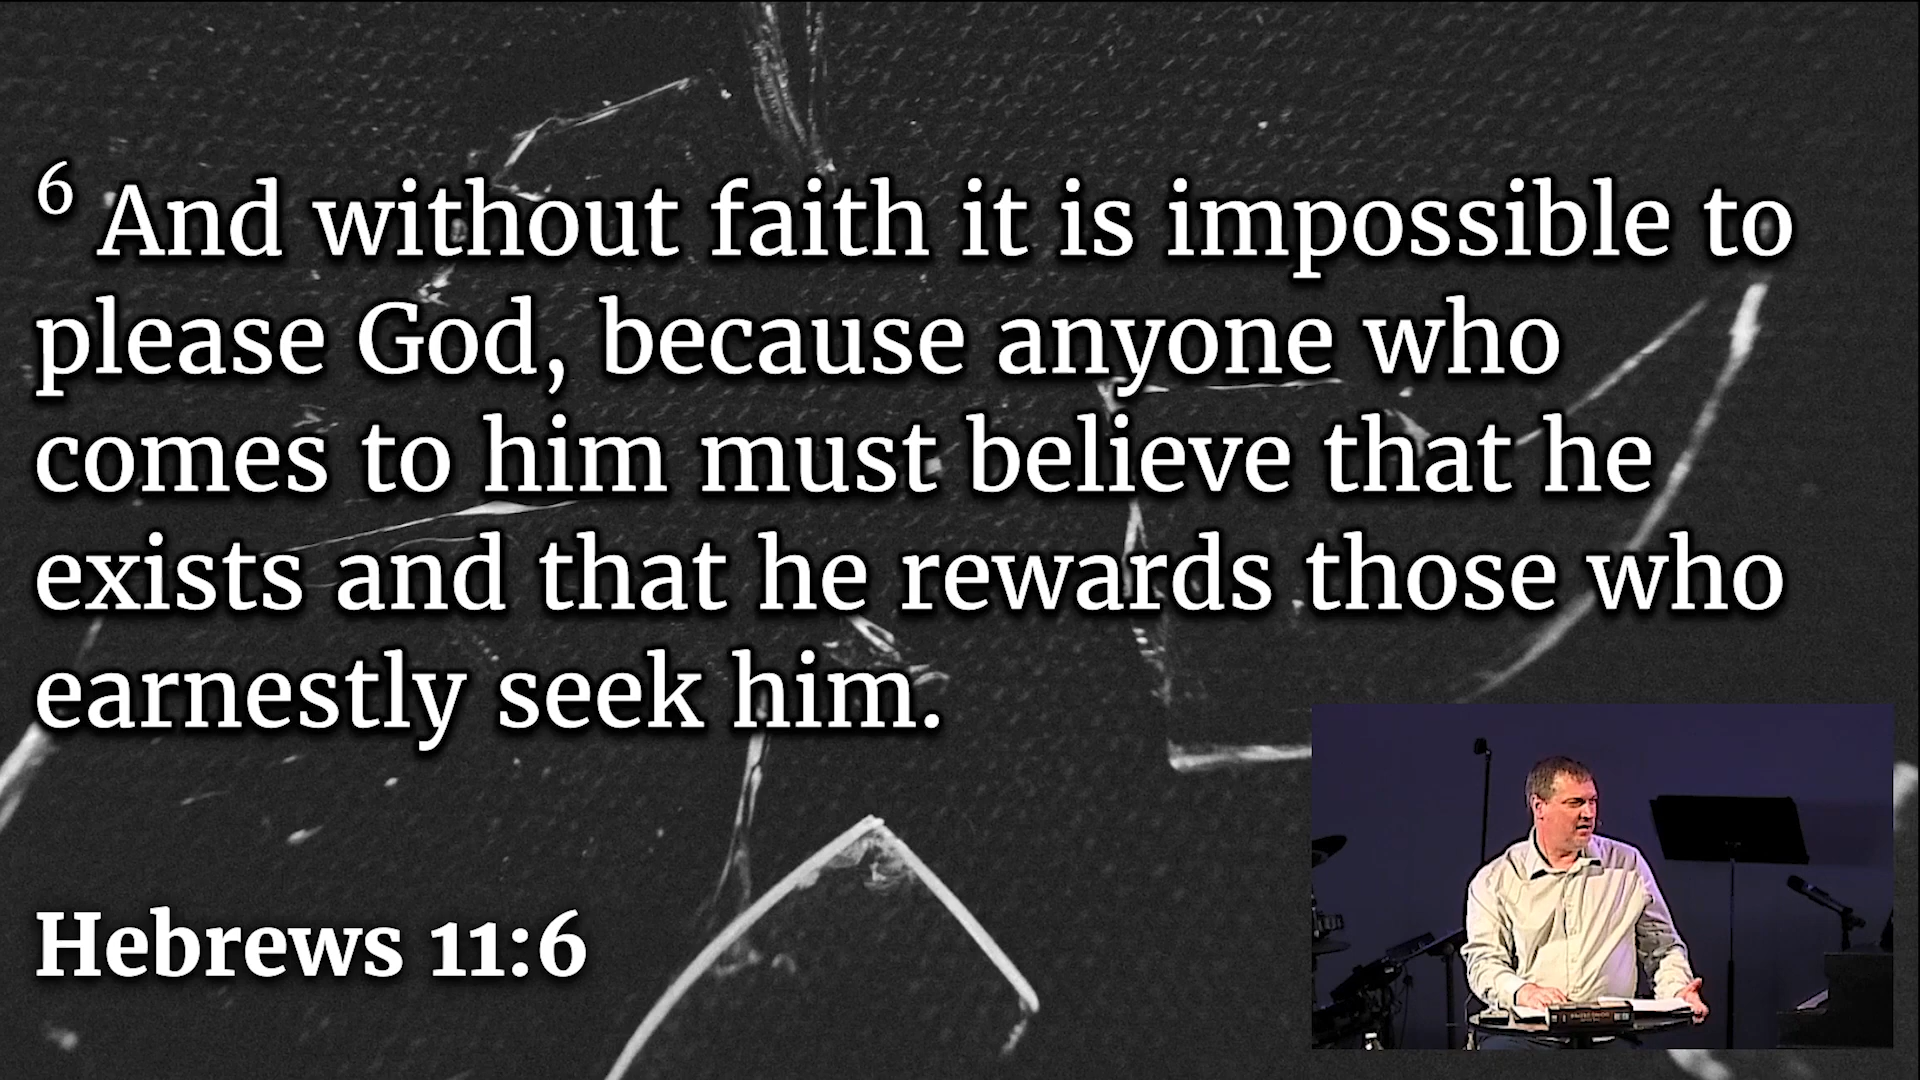 6 And without faith it is impossible to
please God, because anyone who
comes to him must believe that he
exists and that he rewards those who
earnestly seek him.
Hebrews 11:6